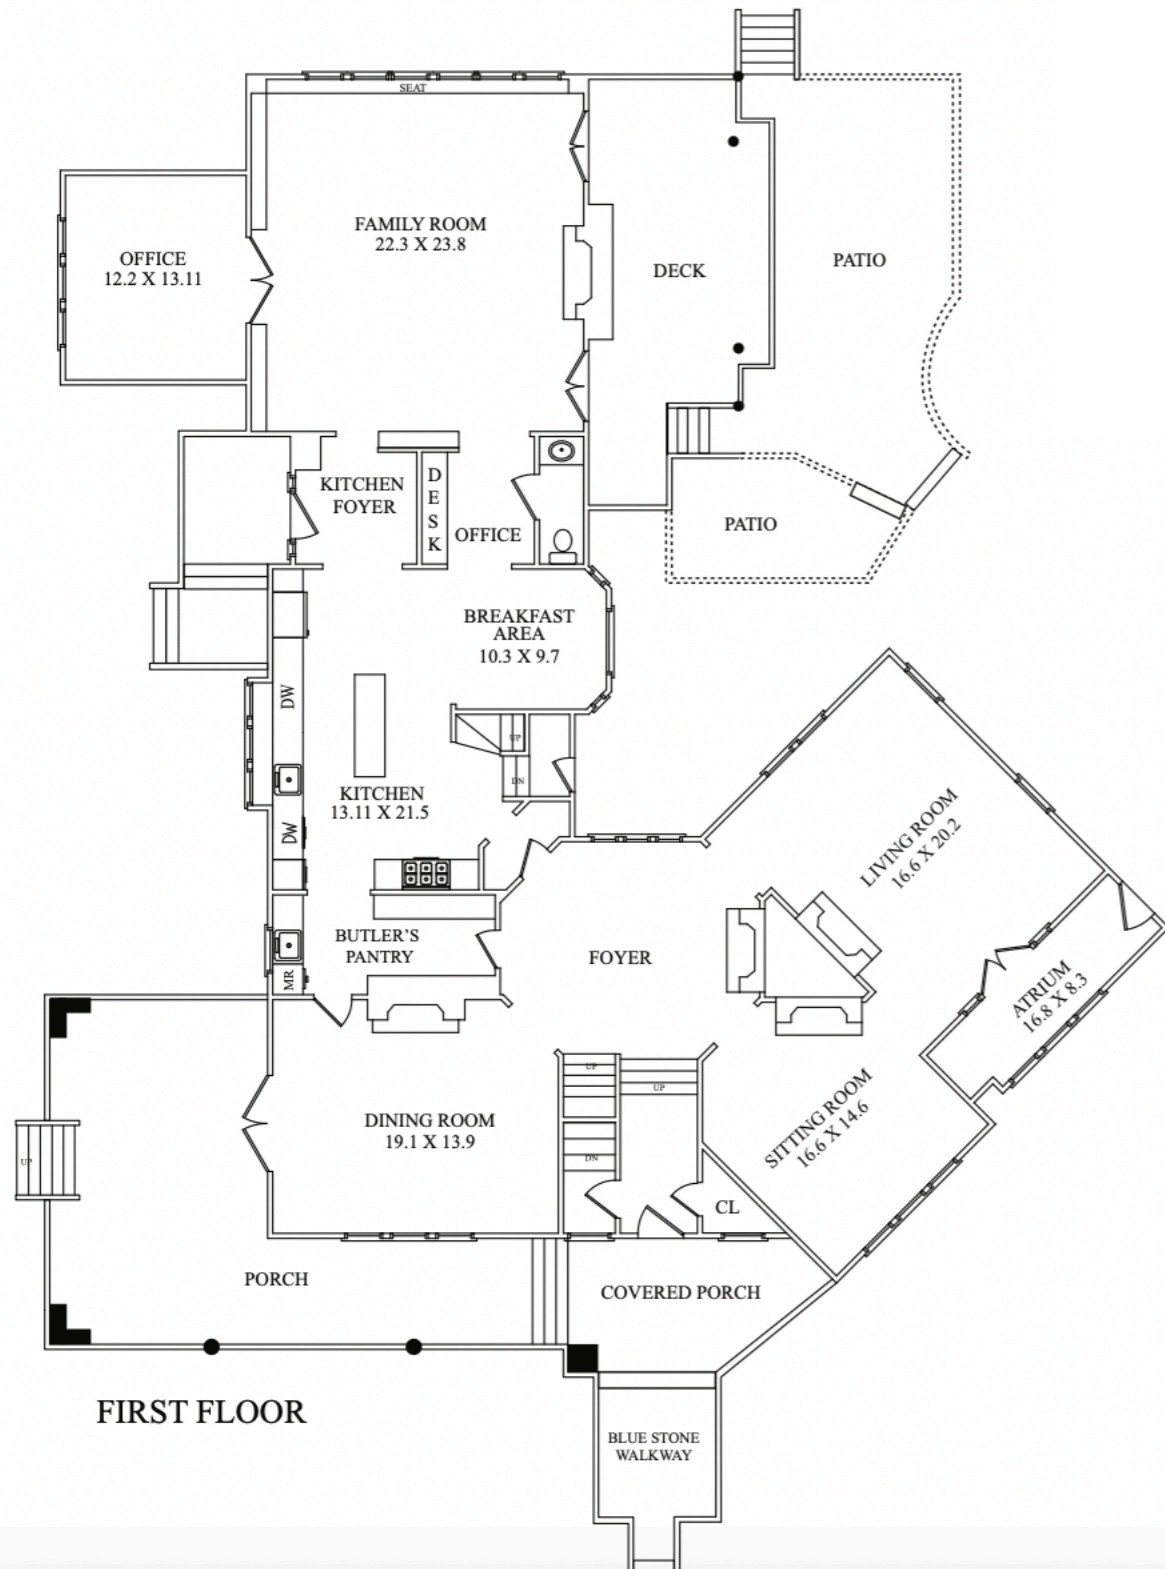 SEAT
FAMILY ROOM
22.3 X 23.8
OFFICE
12.2 X 13.11
DECK
PATIO
KITCHEN
FOYER
DESK
OFFICE
PATIO
BREAKFAST
AREA
10.3 X 9.7
DW
UP
DN
KITCHEN
13.11 X 21.5
DW
LIVING ROOM
16.6 X 20.2
BUTLER'S
PANTRY
MR
FOYER
ATRIUM
16.8 X 8.3
UP
UP
DINING ROOM
19.1 X 13.9
SITTING ROOM
16.6 X 14.6
UP
DN
CL
PORCH
COVERED PORCH
FIRST FLOOR
BLUE STONE
WALKWAY